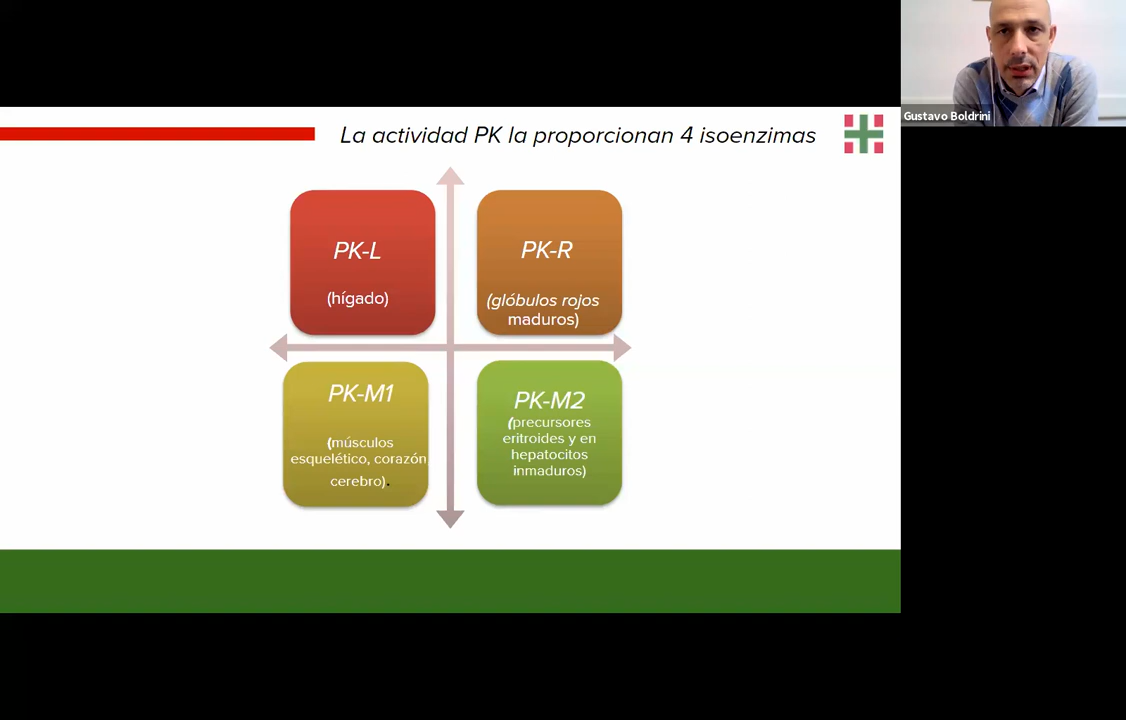 Gustavo Boldrini
La actividad PK la proporcionan 4 isoenzimas
PK-L
(hígado)
PK-R
(glóbulos rojos
maduros)
PK-M1
(músculos
esquelético, corazón
cerebro).
PK-M2
(precursores
eritroides y en
hepatocitos
inmaduros)